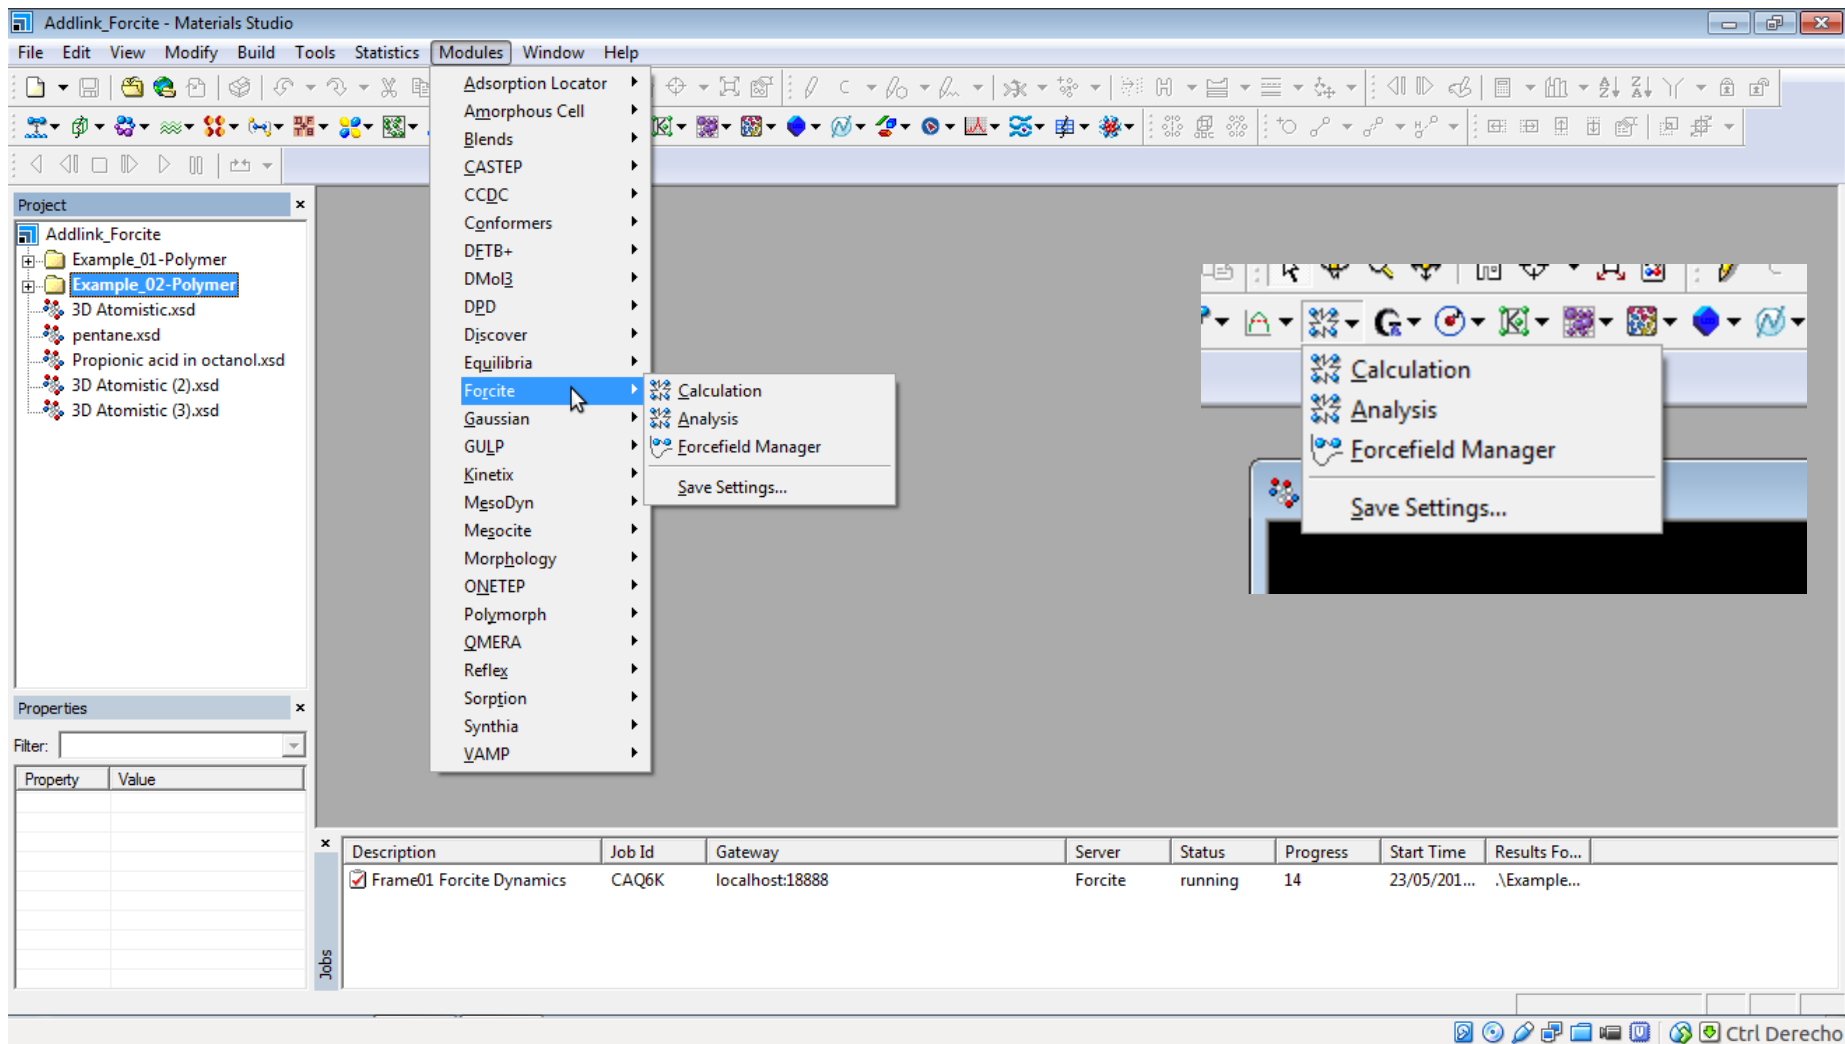 Addlink_Forcite - Materials Studio
File Edit View Modify Build Tools Statistics Modules Window Help
Adsorption Locator
Amorphous Cell
Blends
CASTEP
CCDC
Conformers
DFTB+
DMol3
DPD
Discover
Equilibria
Forcite
Gaussian
GULP
Kinetix
MesoDyn
Mesocite
Morphology
ONETEP
Polymorph
QMERA
Reflex
Sorption
Synthia
VAMP
Calculation
Analysis
Forcefield Manager
Save Settings...
Calculation
Analysis
Forcefield Manager
Save Settings...
Project
Addlink_Forcite
Example_01-Polymer
Example_02-Polymer
3D Atomistic.xsd
pentane.xsd
Propionic acid in octanol.xsd
3D Atomistic (2).xsd
3D Atomistic (3).xsd
Properties
Filter:
Property Value
Jobs
Description Job Id Gateway Server Status Progress Start Time Results Fo...
Frame01 Forcite Dynamics CAQ6K localhost:18888 Forcite running 14 23/05/201... .\Example...
Ctrl Derecho